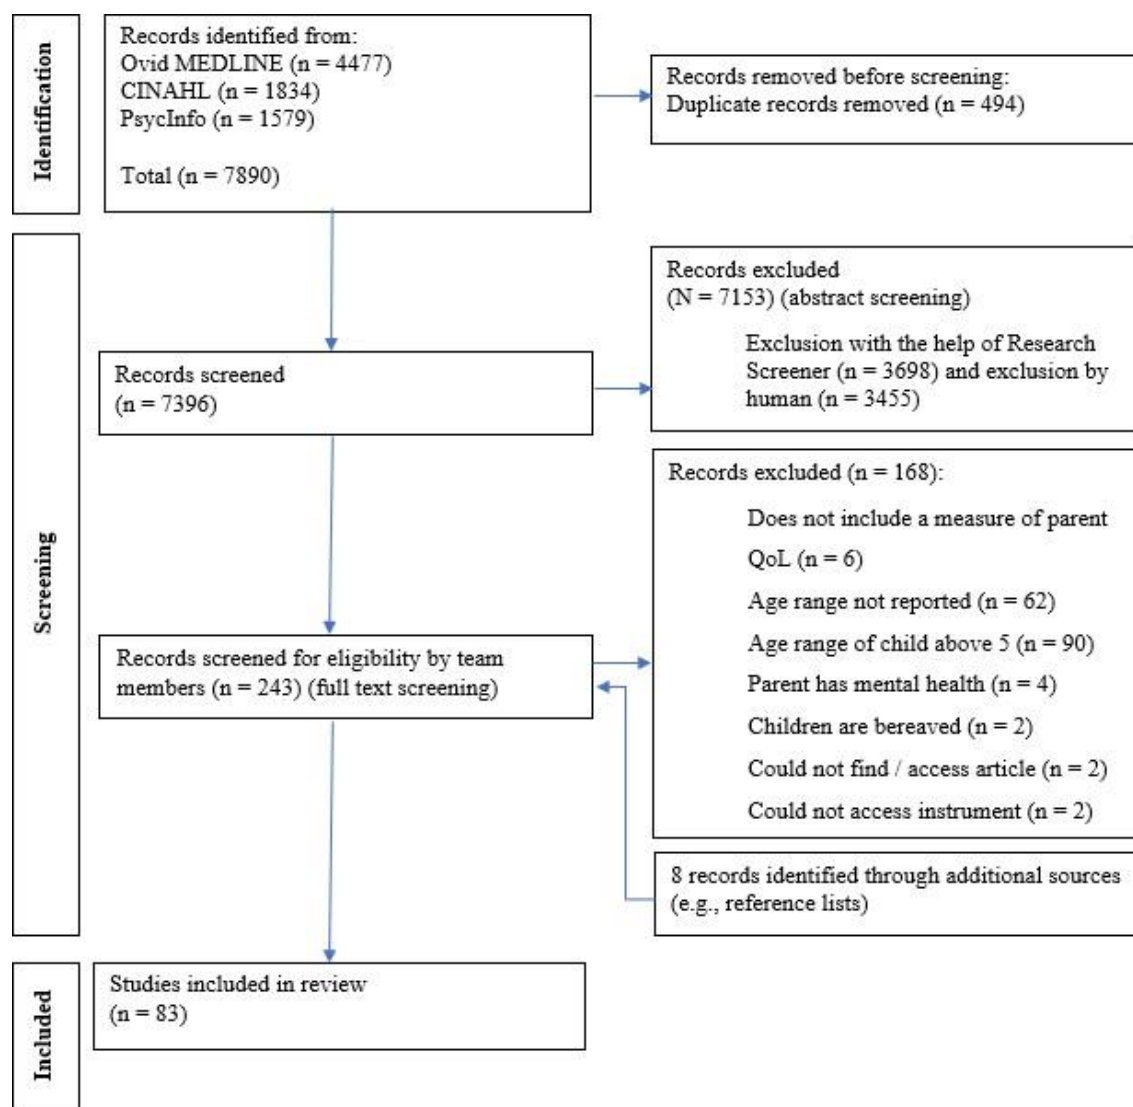 Identification
Records identified from:
Ovid MEDLINE (n = 4477)
CINAHL (n = 1834)
PsycInfo (n = 1579)
Total (n = 7890)
Records removed before screening:
Duplicate records removed (n = 494)
Screening
Records screened
(n = 7396)
Records excluded
(N = 7153) (abstract screening)
Exclusion with the help of Research
Screener (n = 3698) and exclusion by
human (n = 3455)
Records screened for eligibility by team
members (n = 243) (full text screening)
Records excluded (n = 168):
Does not include a measure of parent
QoL (n = 6)
Age range not reported (n = 62)
Age range of child above 5 (n = 90)
Parent has mental health (n = 4)
Children are bereaved (n = 2)
Could not find / access article (n = 2)
Could not access instrument (n = 2)
8 records identified through additional sources
(e.g., reference lists)
Included
Studies included in review
(n = 83)